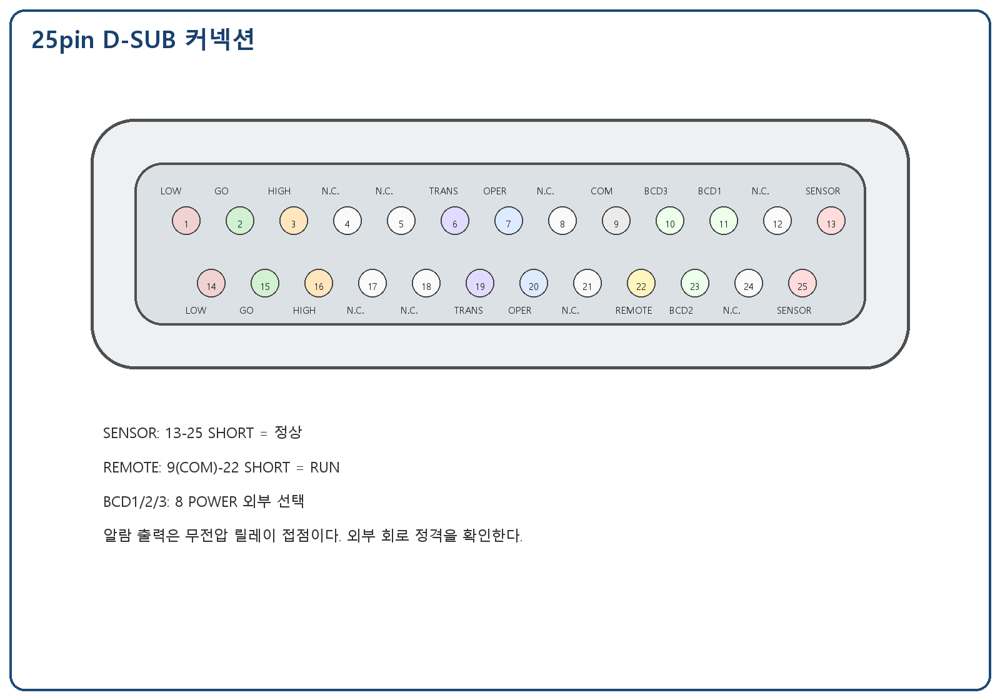 25pin D-SUB 커넥션
LOW GO HIGH N.C. N.C. TRANS OPER N.C. COM BCD3 BCD1 N.C. SENSOR
1 2 3 4 5 6 7 8 9 10 11 12 13
14 15 16 17 18 19 20 21 22 23 24 25
LOW GO HIGH N.C. N.C. TRANS OPER N.C. REMOTE BCD2 N.C. SENSOR
SENSOR: 13-25 SHORT = 정상
REMOTE: 9(COM)-22 SHORT = RUN
BCD1/2/3: 8 POWER 외부 선택
알람 출력은 무전압 릴레이 접점이다. 외부 회로 정격을 확인한다.